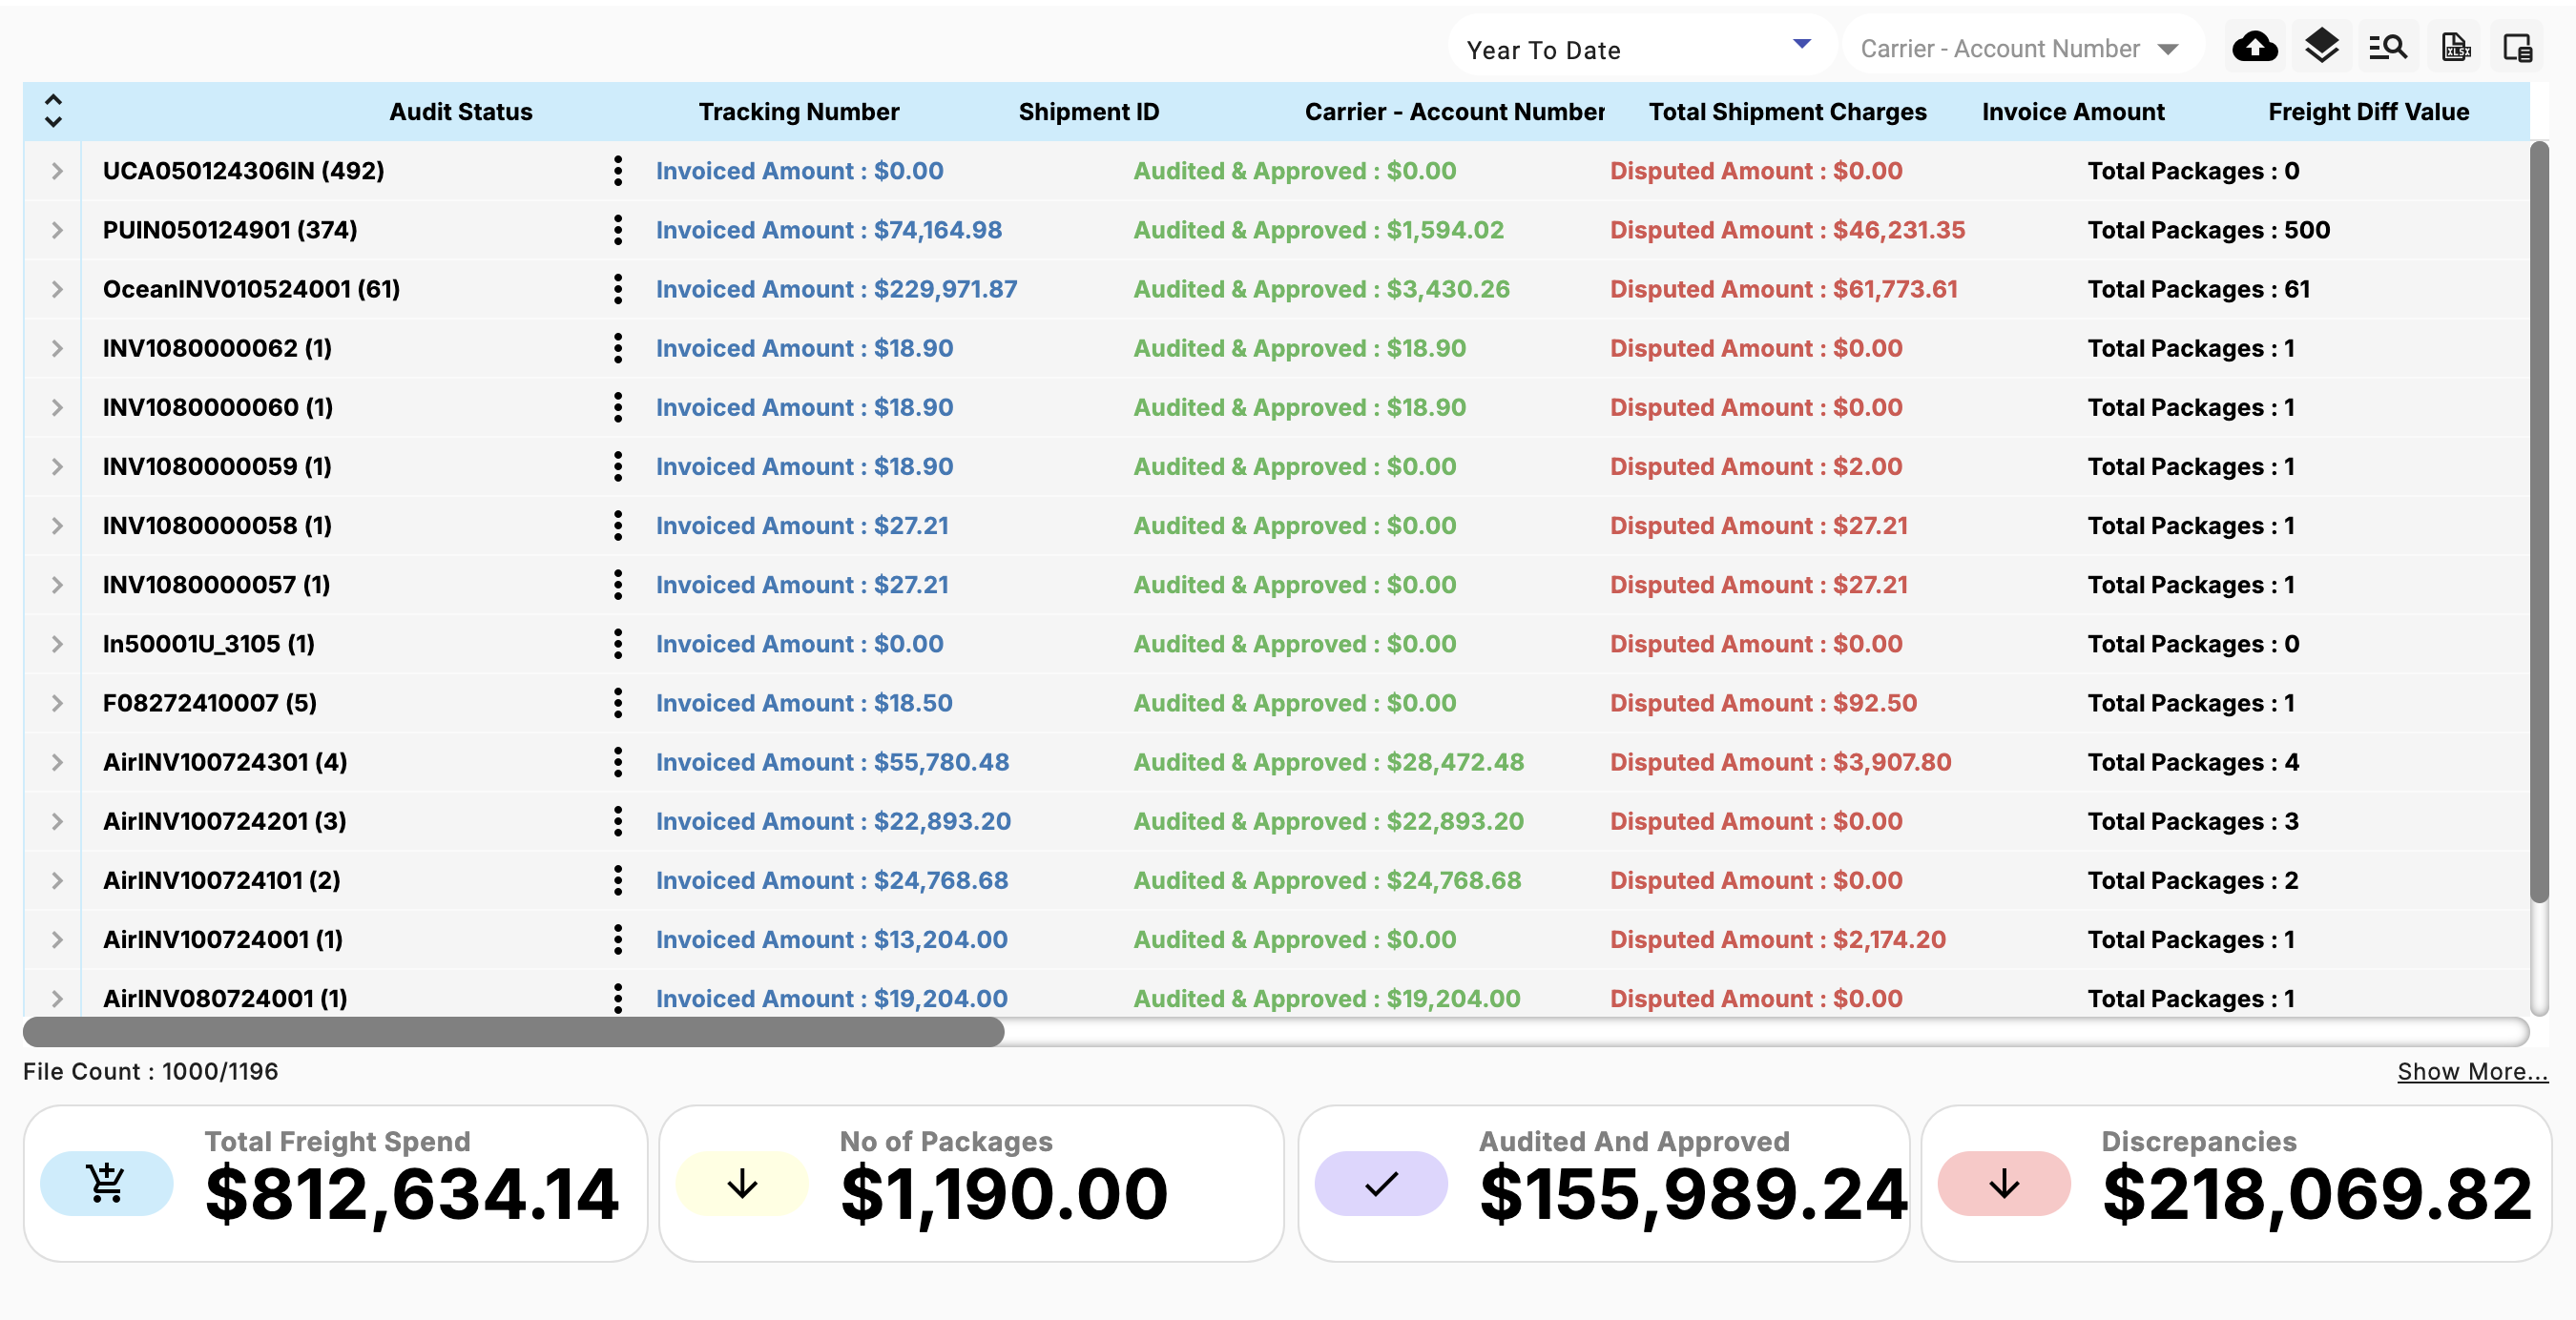 Year To Date Carrier - Account Number XLSX
Audit Status Tracking Number Shipment ID Carrier - Account Number Total Shipment Charges Invoice Amount Freight Diff Value
UCA050124306IN (492) Invoiced Amount : $0.00 Audited & Approved : $0.00 Disputed Amount : $0.00 Total Packages : 0
PUIN050124901 (374) Invoiced Amount : $74,164.98 Audited & Approved : $1,594.02 Disputed Amount : $46,231.35 Total Packages : 500
OceanINV010524001 (61) Invoiced Amount : $229,971.87 Audited & Approved : $3,430.26 Disputed Amount : $61,773.61 Total Packages : 61
INV1080000062 (1) Invoiced Amount : $18.90 Audited & Approved : $18.90 Disputed Amount : $0.00 Total Packages : 1
INV1080000060 (1) Invoiced Amount : $18.90 Audited & Approved : $18.90 Disputed Amount : $0.00 Total Packages : 1
INV1080000059 (1) Invoiced Amount : $18.90 Audited & Approved : $0.00 Disputed Amount : $2.00 Total Packages : 1
INV1080000058 (1) Invoiced Amount : $27.21 Audited & Approved : $0.00 Disputed Amount : $27.21 Total Packages : 1
INV1080000057 (1) Invoiced Amount : $27.21 Audited & Approved : $0.00 Disputed Amount : $27.21 Total Packages : 1
In50001U_3105 (1) Invoiced Amount : $0.00 Audited & Approved : $0.00 Disputed Amount : $0.00 Total Packages : 0
F08272410007 (5) Invoiced Amount : $18.50 Audited & Approved : $0.00 Disputed Amount : $92.50 Total Packages : 1
AirINV100724301 (4) Invoiced Amount : $55,780.48 Audited & Approved : $28,472.48 Disputed Amount : $3,907.80 Total Packages : 4
AirINV100724201 (3) Invoiced Amount : $22,893.20 Audited & Approved : $22,893.20 Disputed Amount : $0.00 Total Packages : 3
AirINV100724101 (2) Invoiced Amount : $24,768.68 Audited & Approved : $24,768.68 Disputed Amount : $0.00 Total Packages : 2
AirINV100724001 (1) Invoiced Amount : $13,204.00 Audited & Approved : $0.00 Disputed Amount : $2,174.20 Total Packages : 1
AirINV080724001 (1) Invoiced Amount : $19,204.00 Audited & Approved : $19,204.00 Disputed Amount : $0.00 Total Packages : 1
File Count : 1000/1196 Show More...
Total Freight Spend No of Packages Audited And Approved Discrepancies
$812,634.14 $1,190.00 $155,989.24 $218,069.82